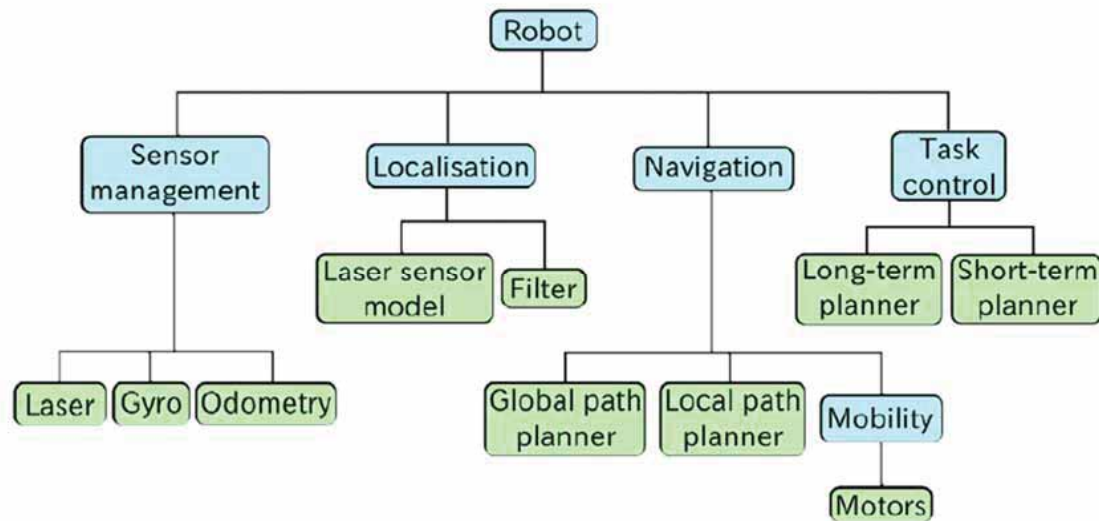 Robot
Sensor
management
Localisation
Navigation
Task
control
Laser sensor
model
Filter
Long-term
planner
Short-term
planner
Laser
Gyro
Odometry
Global path
planner
Local path
planner
Mobility
Motors